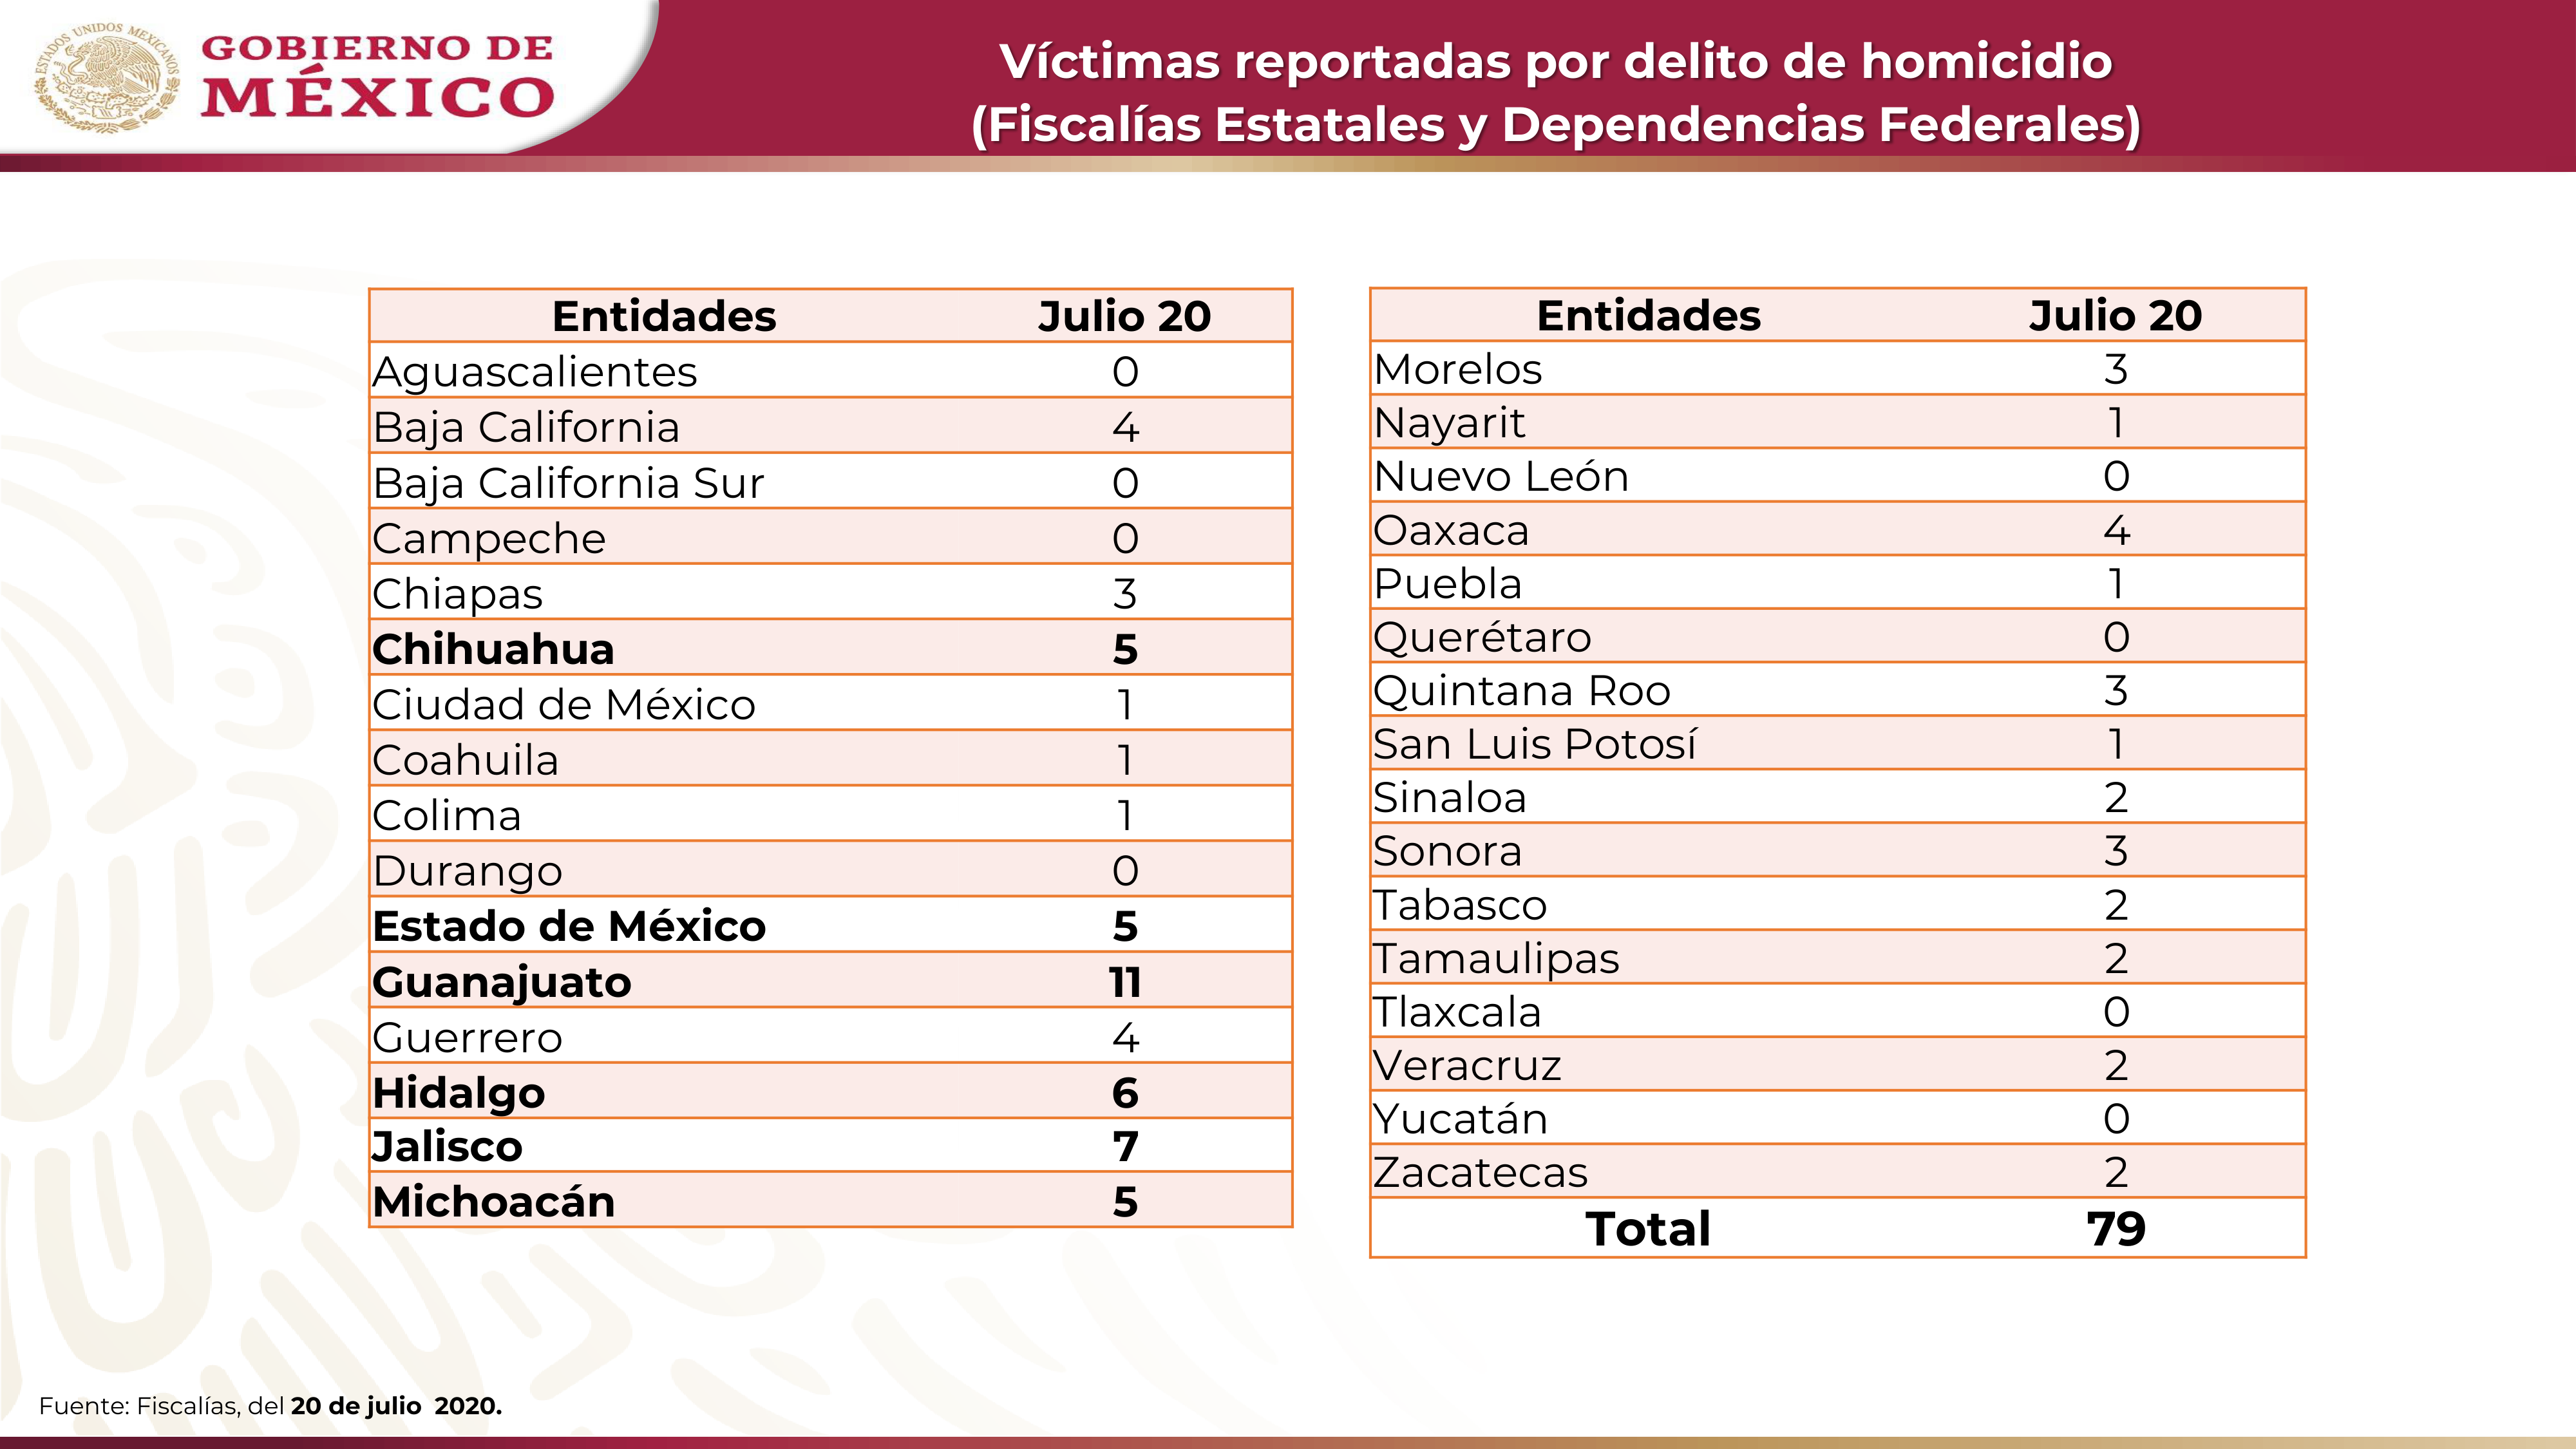 ESTADOS UNIDOS MEXICANOS
GOBIERNO DE
MÉXICO
Víctimas reportadas por delito de homicidio
(Fiscalías Estatales y Dependencias Federales)
Entidades Julio 20
Aguascalientes 0
Baja California 4
Baja California Sur 0
Campeche 0
Chiapas 3
Chihuahua 5
Ciudad de México 1
Coahuila 1
Colima 1
Durango 0
Estado de México 5
Guanajuato 11
Guerrero 4
Hidalgo 6
Jalisco 7
Michoacán 5
Entidades Julio 20
Morelos 3
Nayarit 1
Nuevo León 0
Oaxaca 4
Puebla 1
Querétaro 0
Quintana Roo 3
San Luis Potosí 1
Sinaloa 2
Sonora 3
Tabasco 2
Tamaulipas 2
Tlaxcala 0
Veracruz 2
Yucatán 0
Zacatecas 2
Total 79
Fuente: Fiscalías, del 20 de julio 2020.